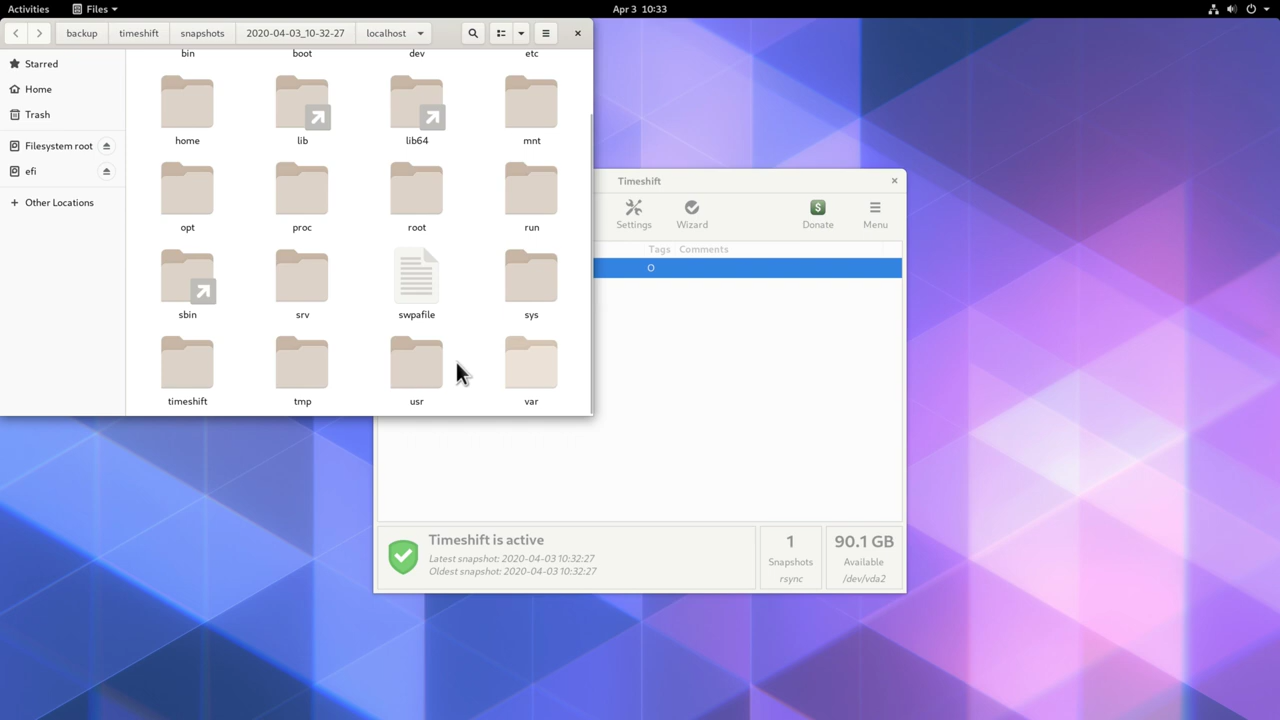 Activities Files Apr 3 10:33
backup timeshift snapshots 2020-04-03_10-32-27 localhost
Starred
Home
Trash
Filesystem root
efi
Other Locations
bin boot dev etc
home lib lib64 mnt
opt proc root run
sbin srv swpafile sys
timeshift tmp usr var
Timeshift
Settings Wizard Donate Menu
Tags Comments
O
Timeshift is active
Latest snapshot: 2020-04-03 10:32:27
Oldest snapshot: 2020-04-03 10:32:27
1
Snapshots
rsync
90.1 GB
Available
/dev/vda2